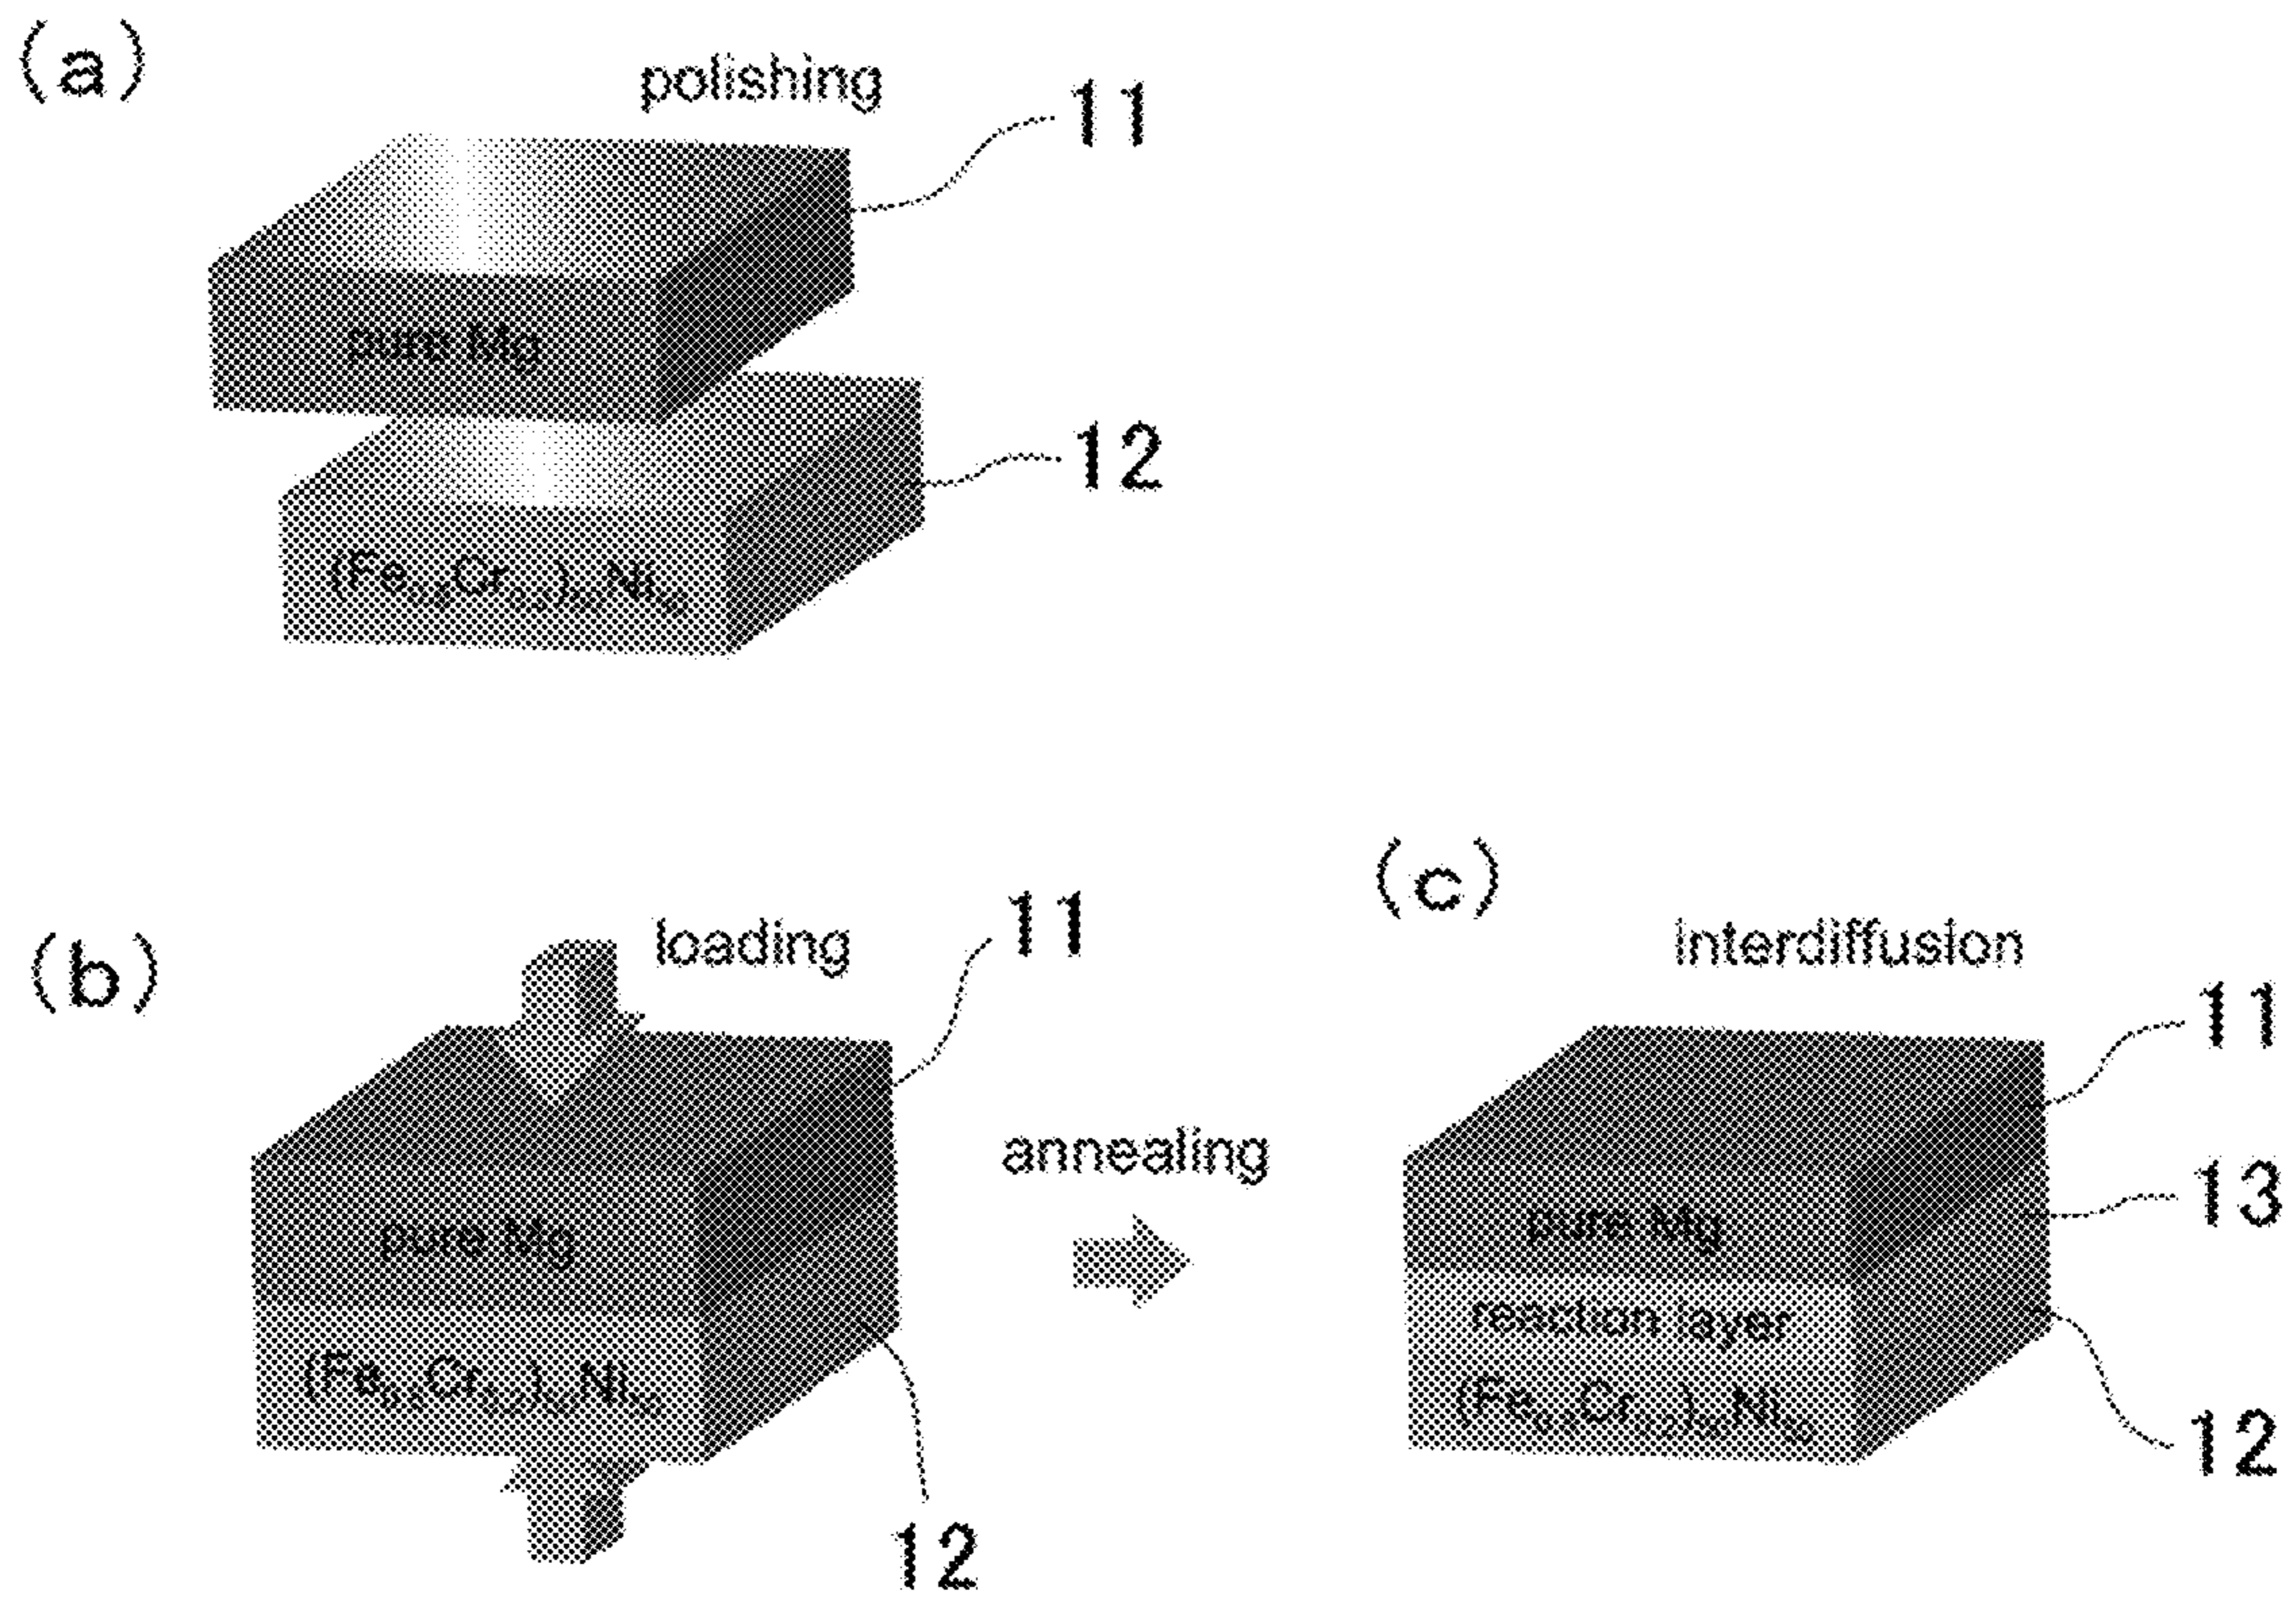 (a)
polishing
11
pure Mg
12
(b)
loading
11
pure Mg
12
annealing
(c)
interdiffusion
11
pure Mg
13
reaction layer
12